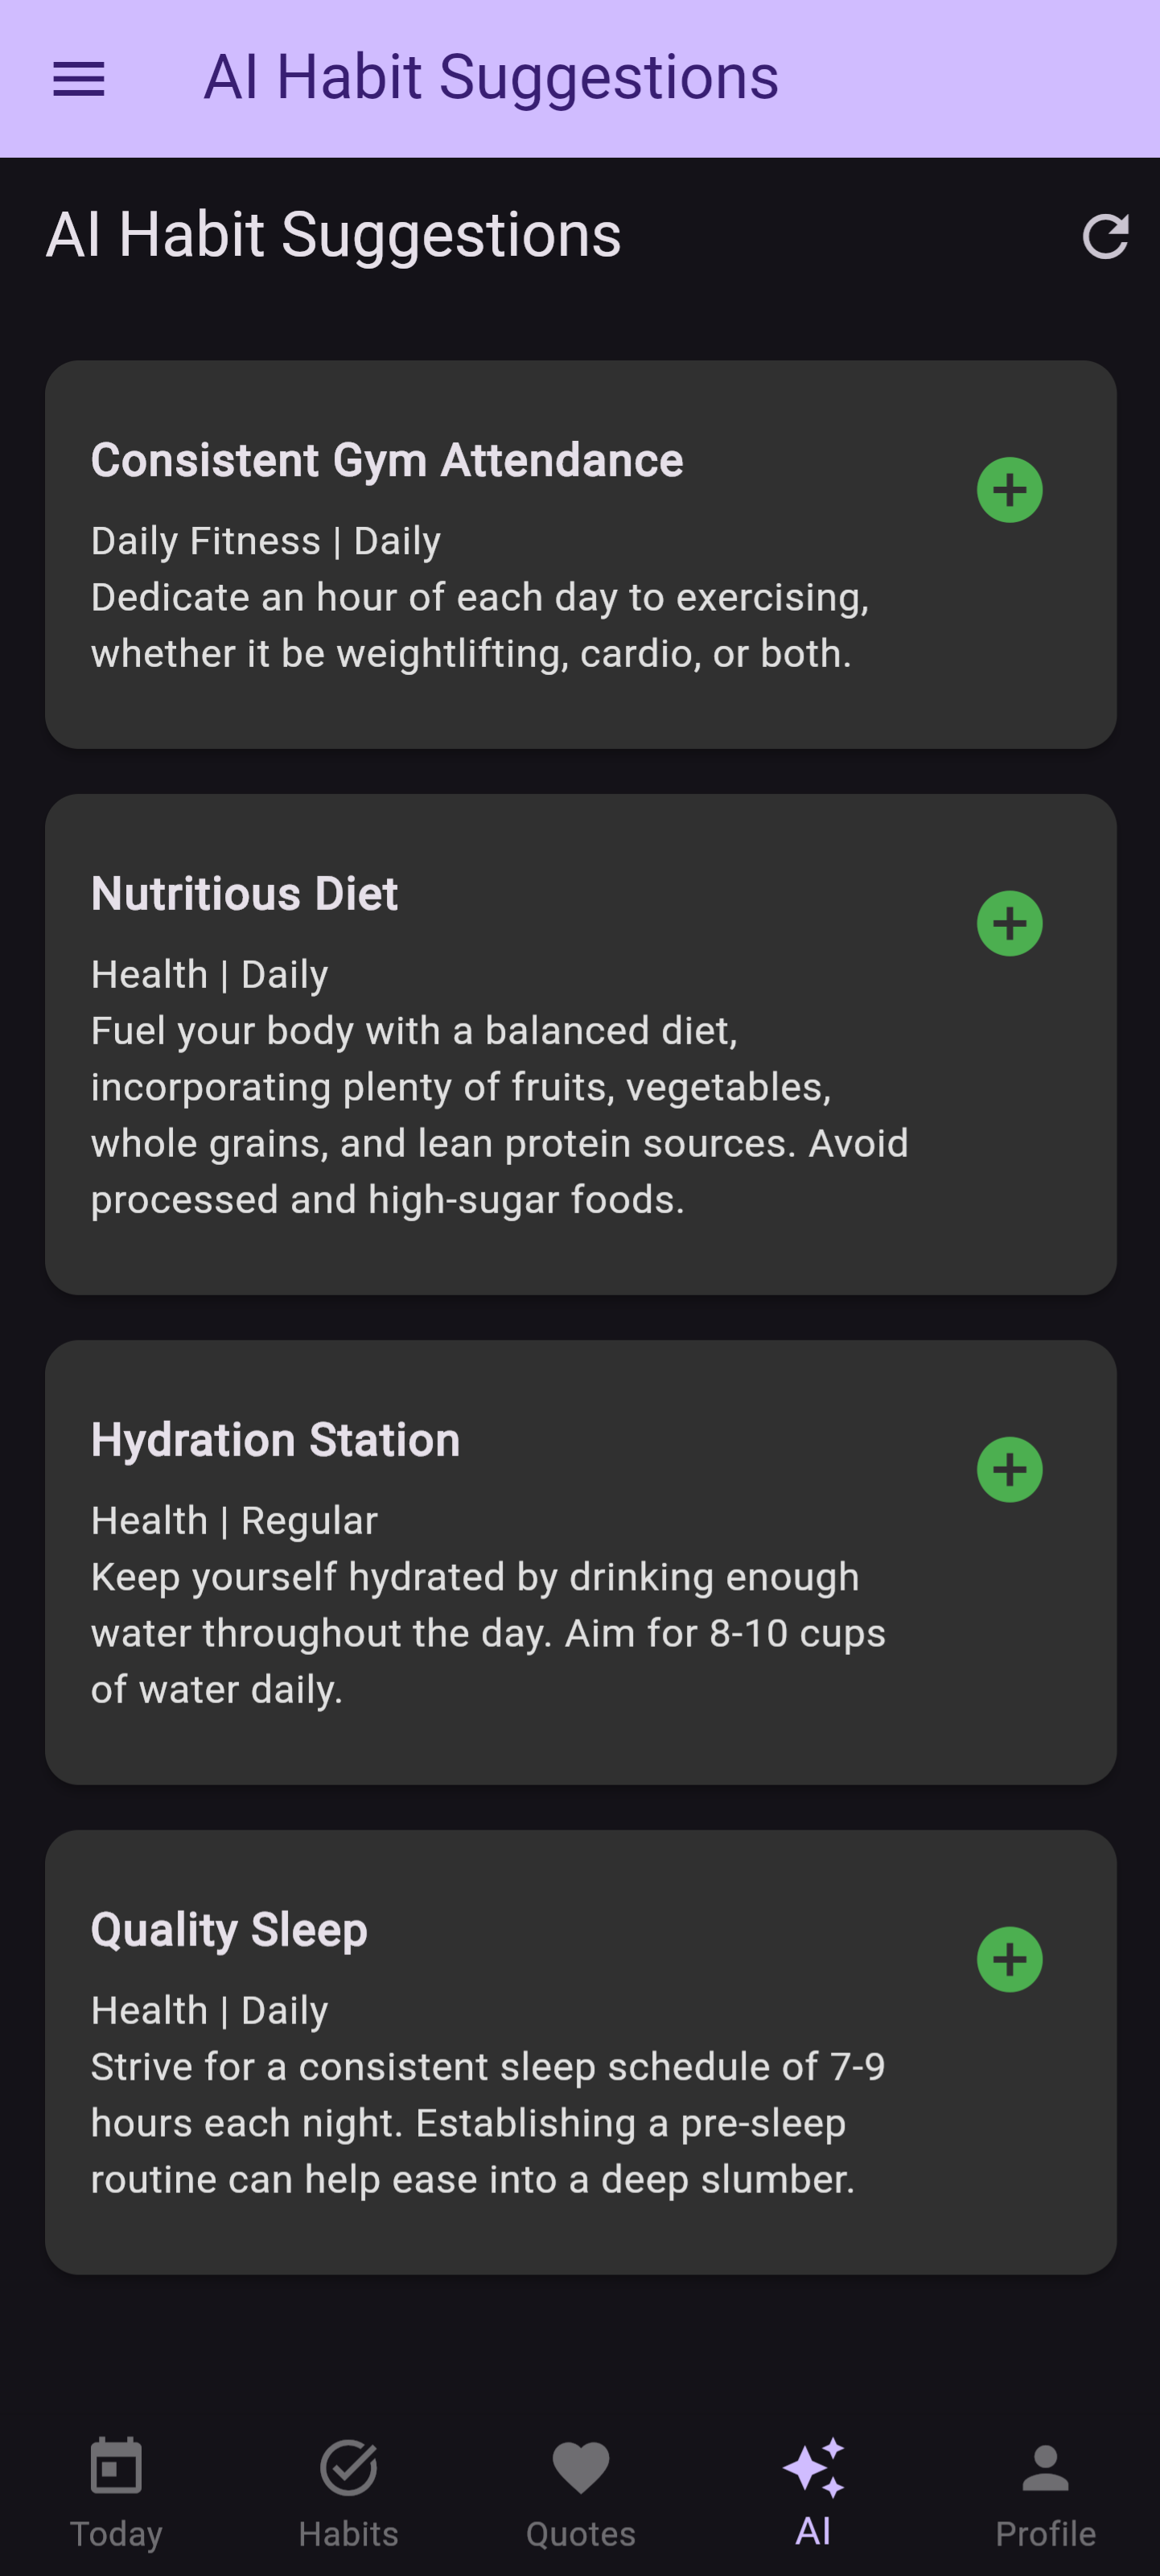 AI Habit Suggestions
AI Habit Suggestions
Consistent Gym Attendance
Daily Fitness | Daily
Dedicate an hour of each day to exercising,
whether it be weightlifting, cardio, or both.
Nutritious Diet
Health | Daily
Fuel your body with a balanced diet,
incorporating plenty of fruits, vegetables,
whole grains, and lean protein sources. Avoid
processed and high-sugar foods.
Hydration Station
Health | Regular
Keep yourself hydrated by drinking enough
water throughout the day. Aim for 8-10 cups
of water daily.
Quality Sleep
Health | Daily
Strive for a consistent sleep schedule of 7-9
hours each night. Establishing a pre-sleep
routine can help ease into a deep slumber.
Today Habits Quotes AI Profile